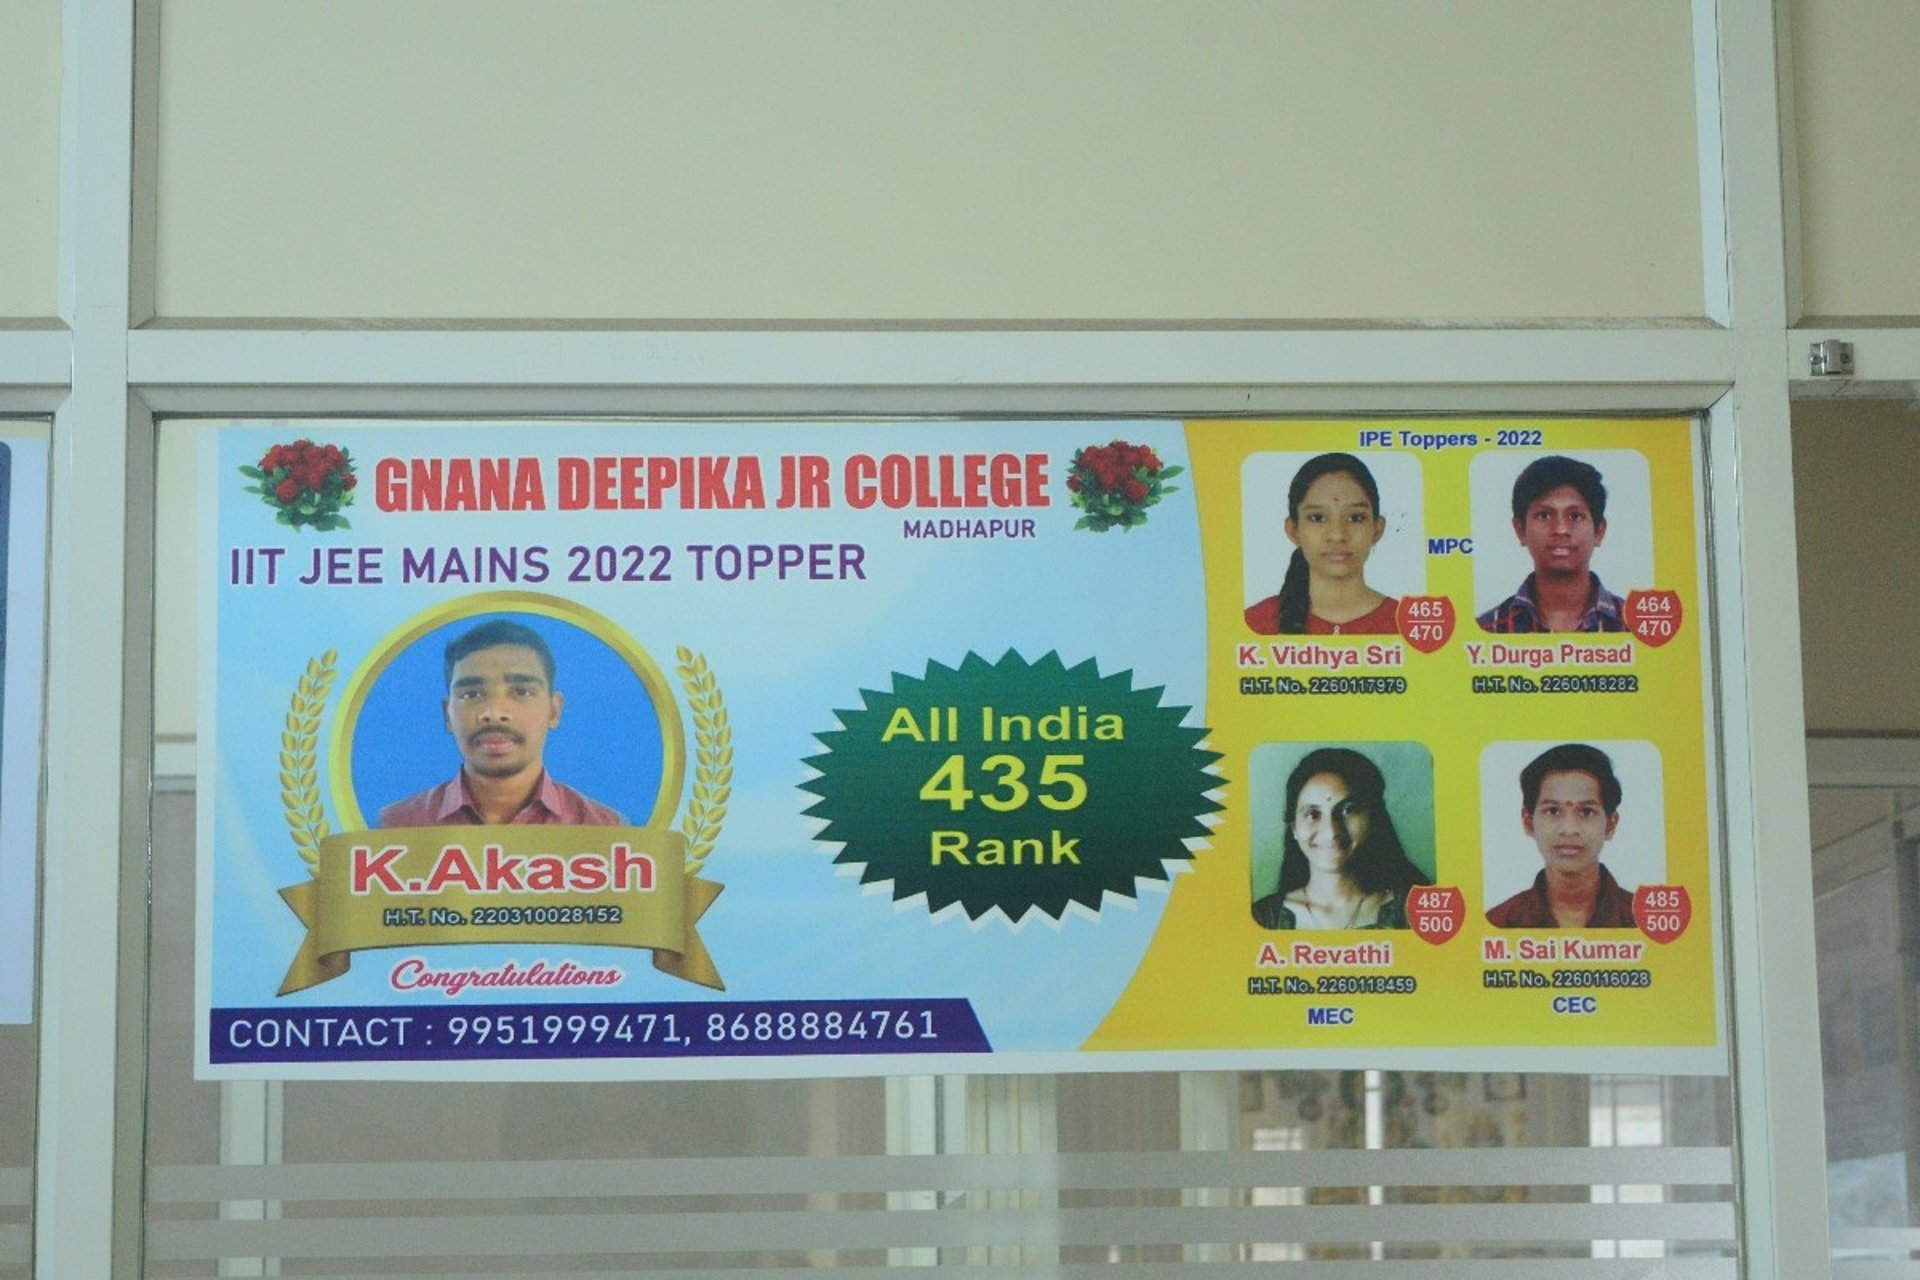 GNANA DEEPIKA JR COLLEGE
MADHAPUR
IIT JEE MAINS 2022 TOPPER
K.Akash
H.T. No. 220310028152
Congratulations
All India
435
Rank
CONTACT : 9951999471, 8688884761
IPE Toppers - 2022
MPC
465
470
K. Vidhya Sri
H.T. No. 2260117979
464
470
Y. Durga Prasad
H.T. No. 2260118282
487
500
A. Revathi
H.T. No. 2260118459
MEC
485
500
M. Sai Kumar
H.T. No. 2260116028
CEC